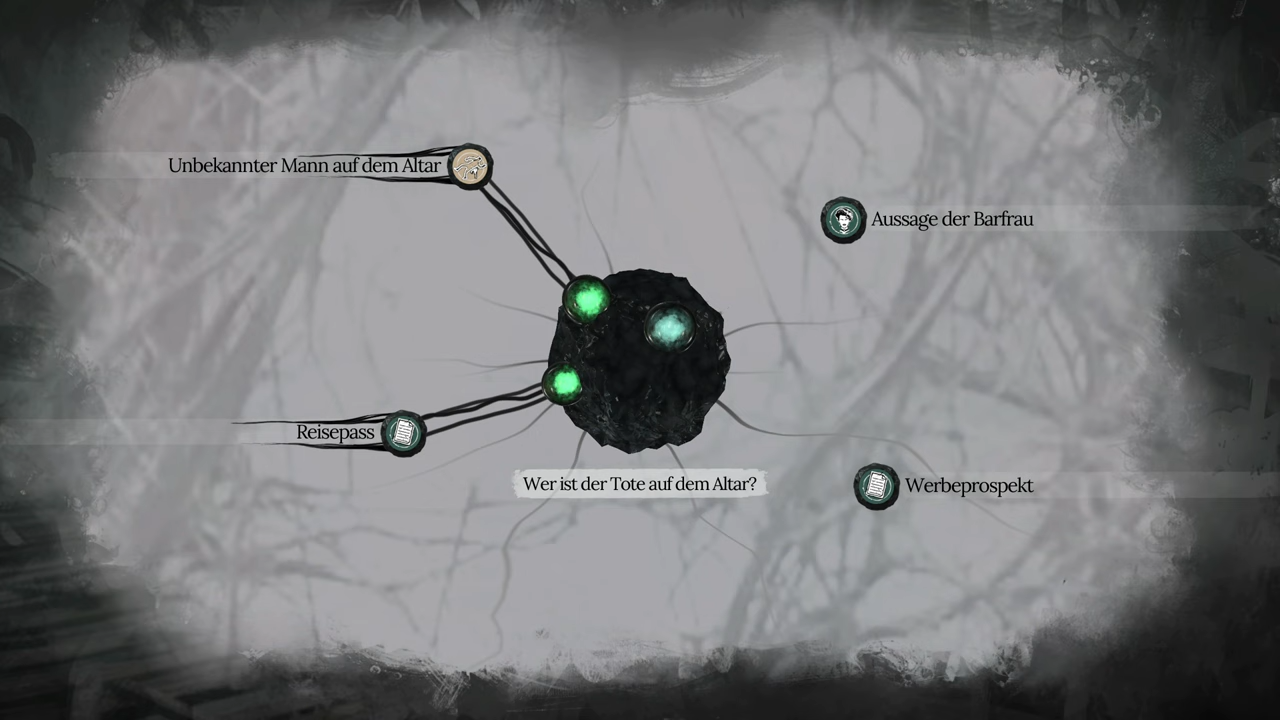 Unbekannter Mann auf dem Altar
Aussage der Barfrau
Reisepass
Wer ist der Tote auf dem Altar?
Werbeprospekt